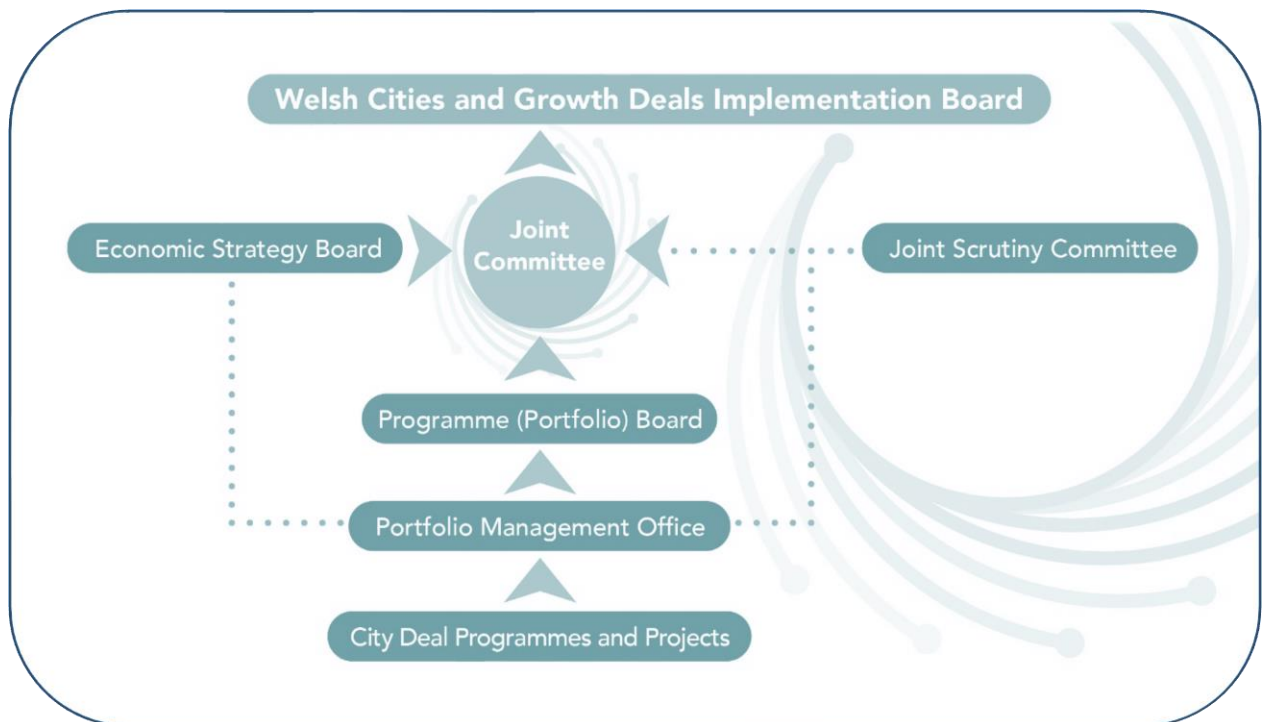 Welsh Cities and Growth Deals Implementation Board
Economic Strategy Board
Joint
Committee
Joint Scrutiny Committee
Programme (Portfolio) Board
Portfolio Management Office
City Deal Programmes and Projects